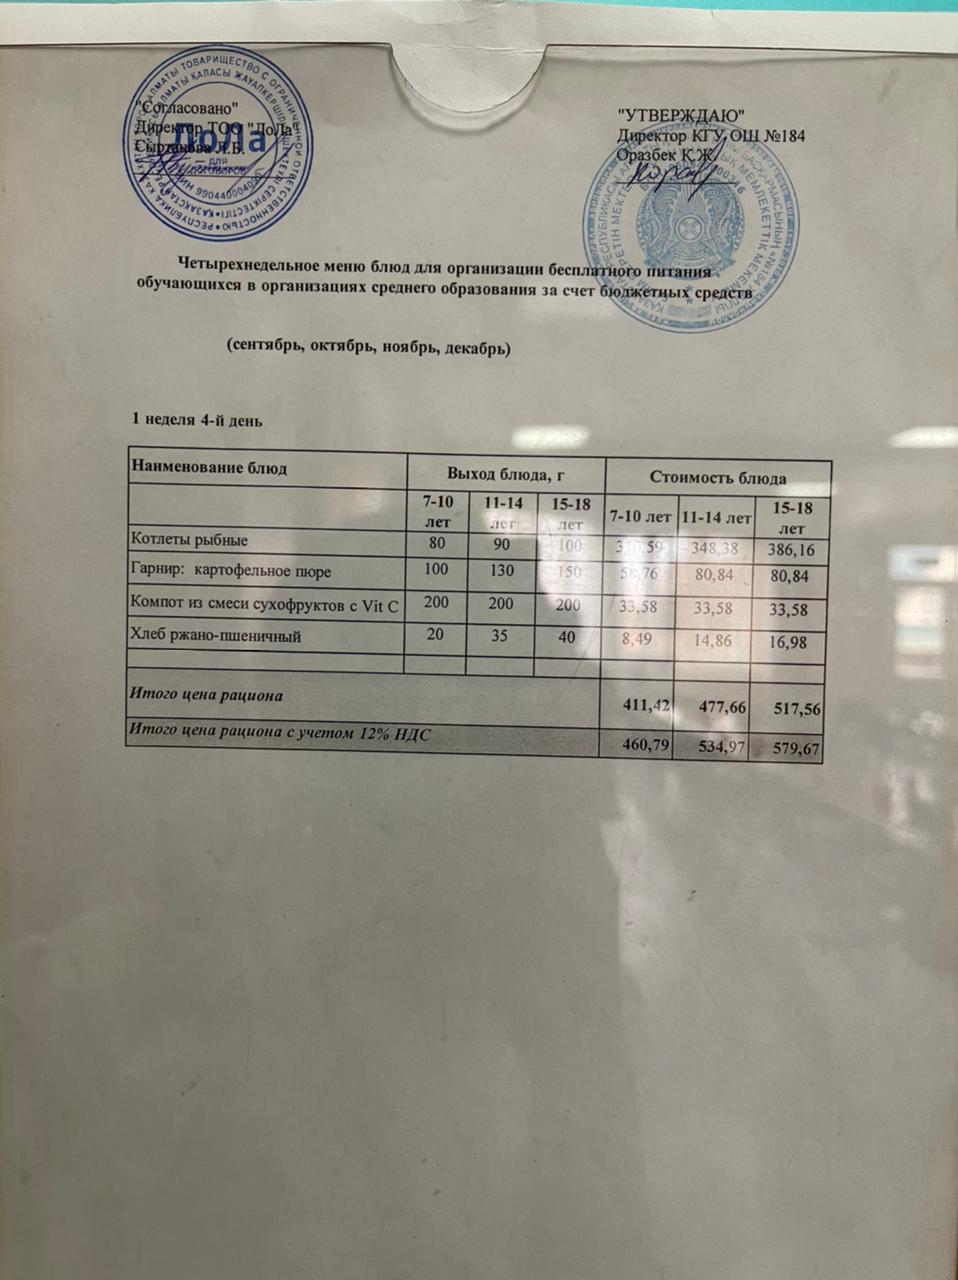 "Согласовано"
Директор ТОО "ДоЛа"
Сыртанова Л.Б.
"УТВЕРЖДАЮ"
Директор КГУ ОШ №184
Оразбек К.Ж.
ДоЛа
ДЛЯ
ДОГОВОРОВ
Четырехнедельное меню блюд для организации бесплатного питания
обучающихся в организациях среднего образования за счет бюджетных средств
(сентябрь, октябрь, ноябрь, декабрь)
1 неделя 4-й день
Наименование блюд Выход блюда, г Стоимость блюда
7-10 лет 11-14 лет 15-18 лет 7-10 лет 11-14 лет 15-18 лет
Котлеты рыбные 80 90 100 348,38 386,16
Гарнир: картофельное пюре 100 130 150 58,76 80,84 80,84
Компот из смеси сухофруктов с Vit C 200 200 200 33,58 33,58 33,58
Хлеб ржано-пшеничный 20 35 40 8,49 14,86 16,98
Итого цена рациона 411,42 477,66 517,56
Итого цена рациона с учетом 12% НДС 460,79 534,97 579,67